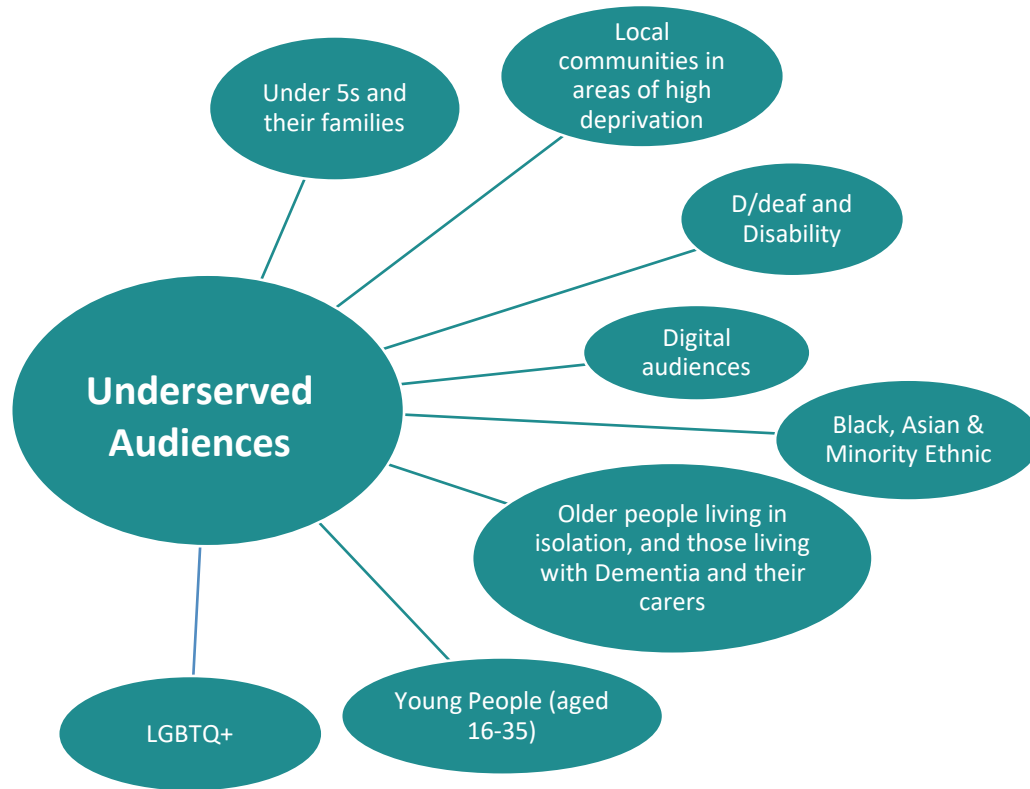 Local
communities in
areas of high
deprivation
Under 5s and
their families
D/deaf and
Disability
Digital
audiences
Underserved
Audiences
Black, Asian &
Minority Ethnic
Older people living in
isolation, and those living
with Dementia and their
carers
Young People (aged
16-35)
LGBTQ+